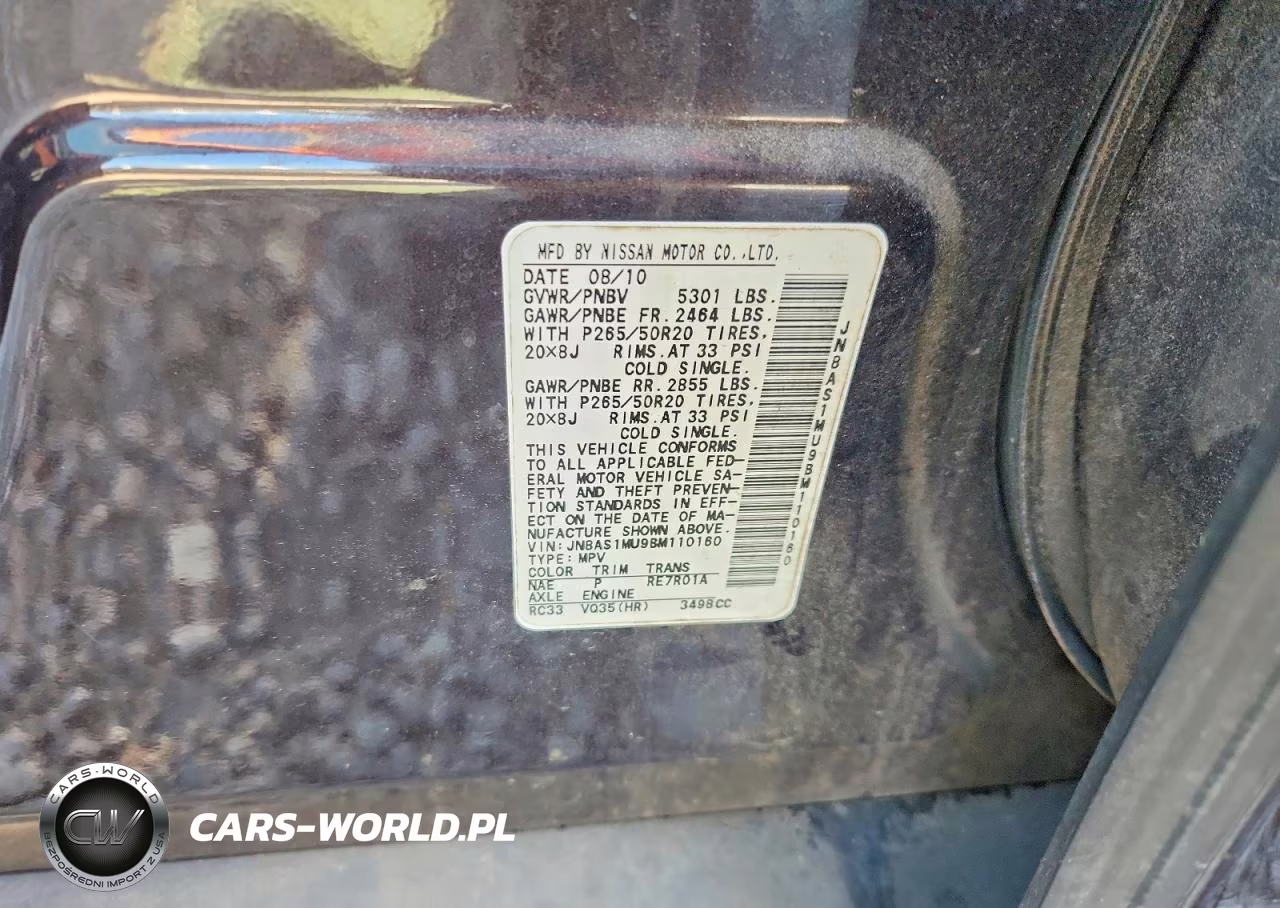 MFD BY NISSAN MOTOR CO.,LTD.
DATE 08/10
GVWR/PNBV 5301 LBS.
GAWR/PNBE FR.2464 LBS.
WITH P265/50R20 TIRES,
20×8J RIMS.AT 33 PSI
COLD SINGLE.
GAWR/PNBE RR.2855 LBS.
WITH P265/50R20 TIRES,
20×8J RIMS.AT 33 PSI
COLD SINGLE.
THIS VEHICLE CONFORMS
TO ALL APPLICABLE FED-
ERAL MOTOR VEHICLE SA-
FETY AND THEFT PREVEN-
TION STANDARDS IN EFF-
ECT ON THE DATE OF MA-
NUFACTURE SHOWN ABOVE.
VIN: JN8AS1MU9BM110160
TYPE: MPV
COLOR TRIM TRANS
NAE P RE7R01A
AXLE ENGINE
RC33 VQ35(HR) 3498CC
JN8AS1MU9BM110160
CARS-WORLD
CW
BEZPOŚREDNI IMPORT Z USA
CARS-WORLD.PL